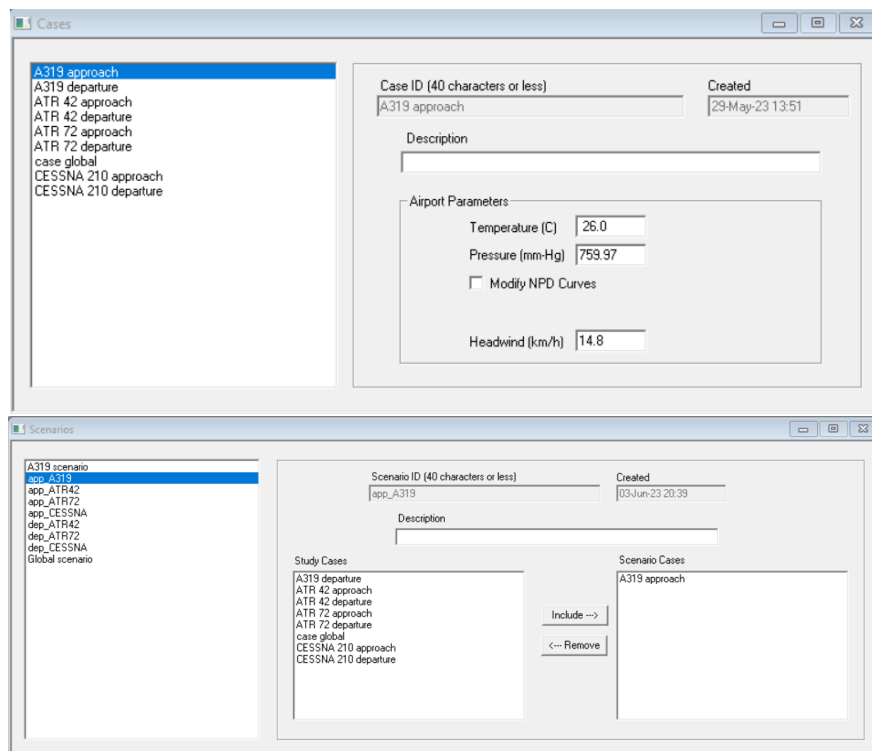 Cases
A319 approach
A319 departure
ATR 42 approach
ATR 42 departure
ATR 72 approach
ATR 72 departure
case global
CESSNA 210 approach
CESSNA 210 departure
Case ID (40 characters or less)
Created
A319 approach
29-May-23 13:51
Description
Airport Parameters
Temperature (C) 26.0
Pressure (mm-Hg) 759.97
Modify NPD Curves
Headwind (km/h) 14.8
Scenarios
A319 scenario
app_A319
app_ATR42
app_ATR72
app_CESSNA
dep_ATR42
dep_ATR72
dep_CESSNA
Global scenario
Scenario ID (40 characters or less)
Created
app_A319
03-Jun-23 20:39
Description
Study Cases
A319 departure
ATR 42 approach
ATR 42 departure
ATR 72 approach
ATR 72 departure
case global
CESSNA 210 approach
CESSNA 210 departure
Include --->
<--- Remove
Scenario Cases
A319 approach